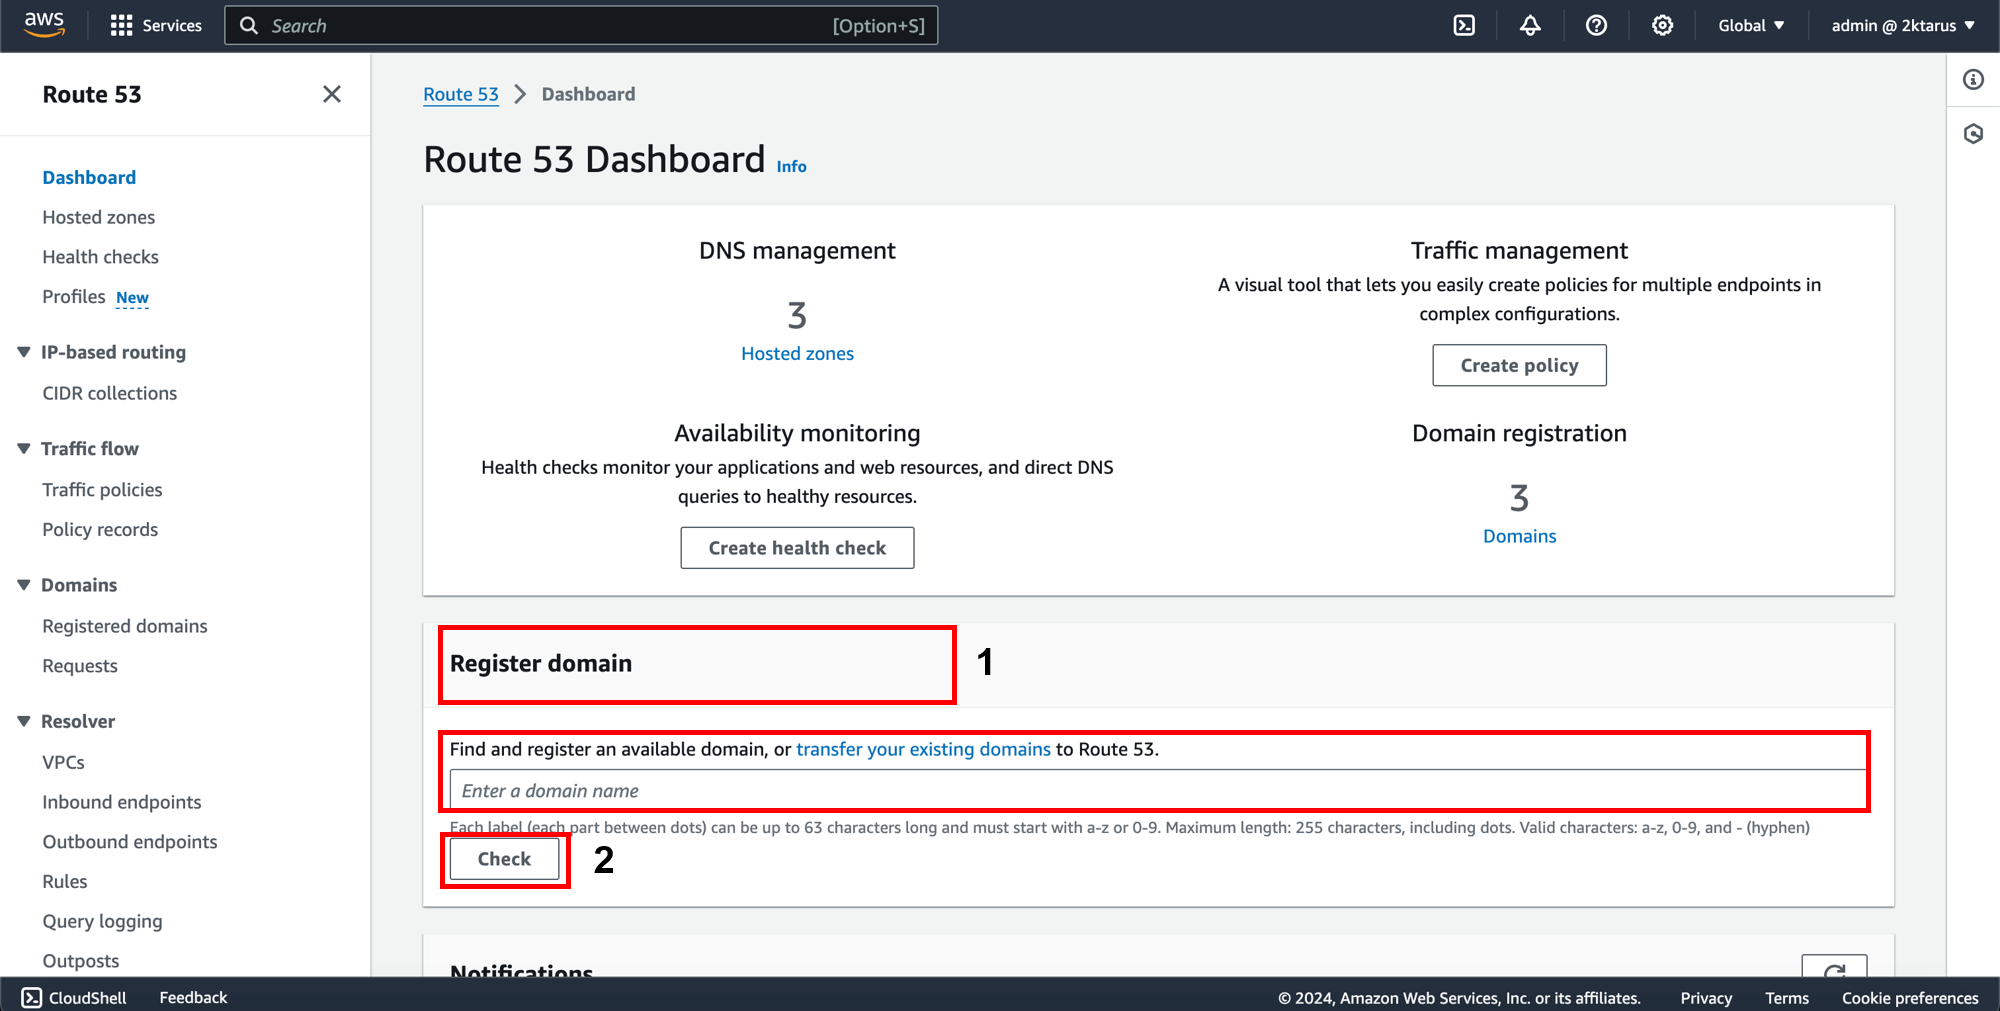 aws
Services
Search
[Option+S]
Global
admin @ 2ktarus
Route 53
Dashboard
Hosted zones
Health checks
Profiles New
IP-based routing
CIDR collections
Traffic flow
Traffic policies
Policy records
Domains
Registered domains
Requests
Resolver
VPCs
Inbound endpoints
Outbound endpoints
Rules
Query logging
Outposts
Route 53 > Dashboard
Route 53 Dashboard Info
DNS management
3
Hosted zones
Traffic management
A visual tool that lets you easily create policies for multiple endpoints in
complex configurations.
Create policy
Availability monitoring
Health checks monitor your applications and web resources, and direct DNS
queries to healthy resources.
Create health check
Domain registration
3
Domains
Register domain
1
Find and register an available domain, or transfer your existing domains to Route 53.
Enter a domain name
Each label (each part between dots) can be up to 63 characters long and must start with a-z or 0-9. Maximum length: 255 characters, including dots. Valid characters: a-z, 0-9, and - (hyphen)
Check
2
Notifications
CloudShell
Feedback
© 2024, Amazon Web Services, Inc. or its affiliates.
Privacy
Terms
Cookie preferences